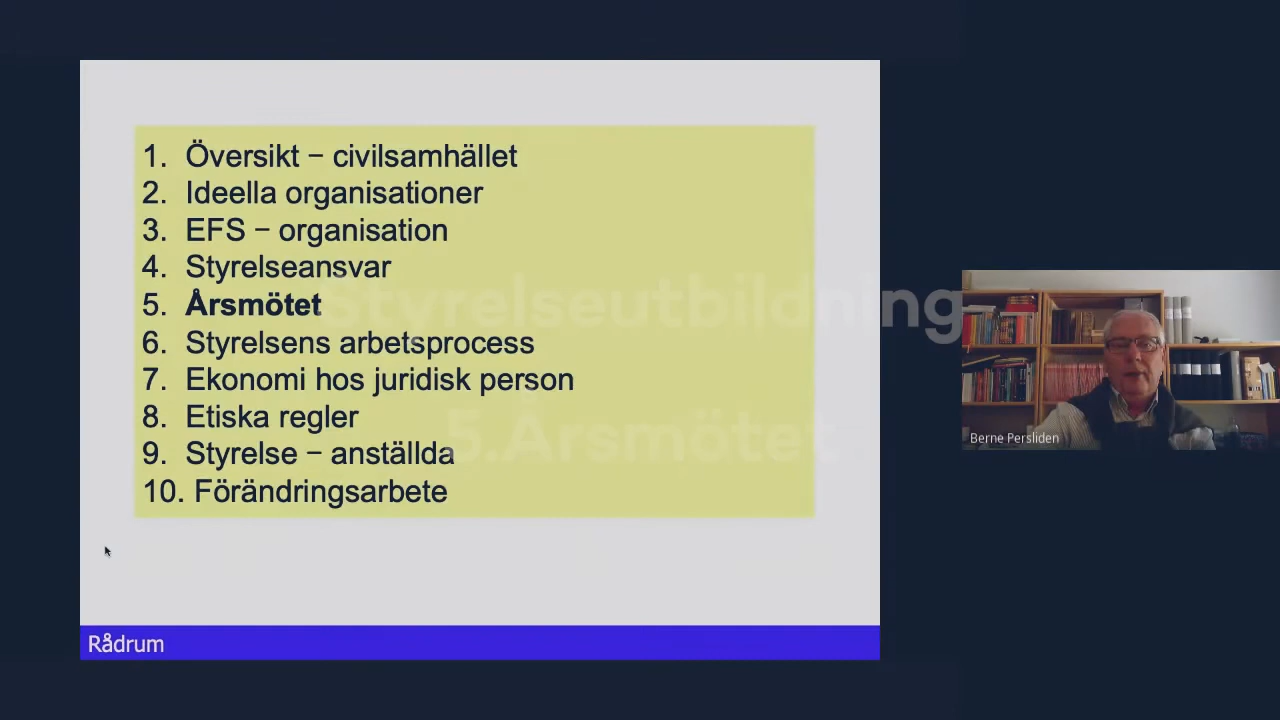 1. Översikt – civilsamhället
2. Ideella organisationer
3. EFS – organisation
4. Styrelseansvar
5. Årsmötet
6. Styrelsens arbetsprocess
7. Ekonomi hos juridisk person
8. Etiska regler
9. Styrelse – anställda
10. Förändringsarbete
Styrelseutbildning
5.Årsmötet
Rådrum
Berne Persliden